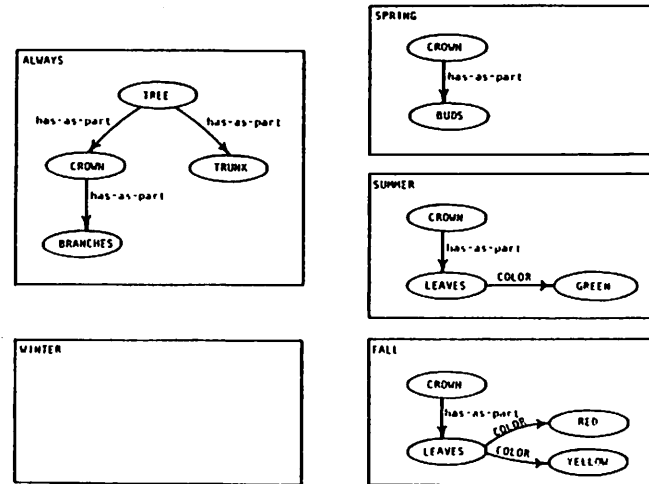 ALWAYS
TREE
has-as-part
has-as-part
CROWN
TRUNK
has-as-part
BRANCHES
SPRING
CROWN
has-as-part
BUDS
SUMMER
CROWN
has-as-part
LEAVES
COLOR
GREEN
WINTER
FALL
CROWN
has-as-part
COLOR
RED
LEAVES
COLOR
YELLOW